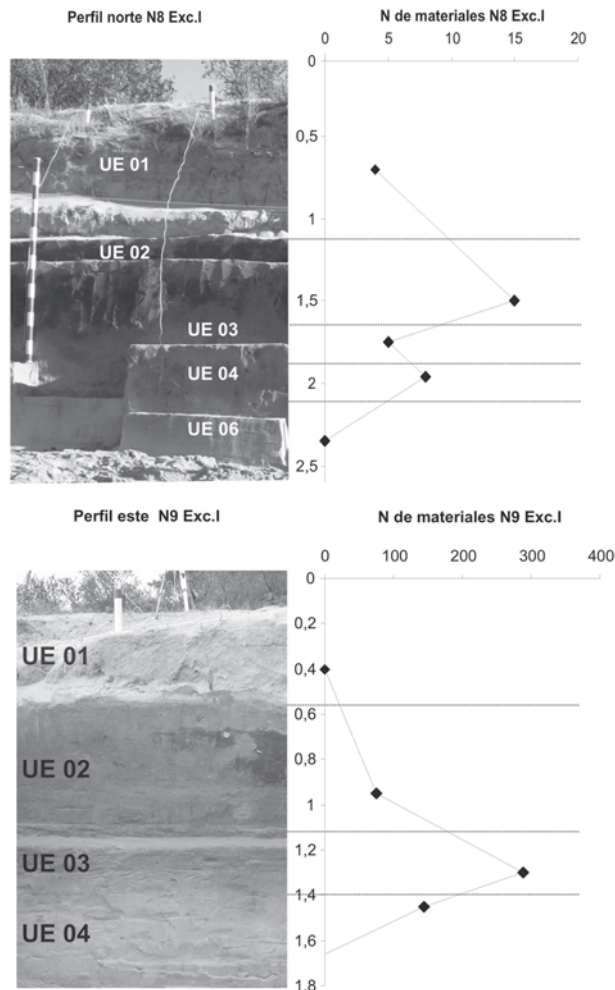 Perfil norte N8 Exc.I
N de materiales N8 Exc.I
0 5 10 15 20
0
0,5
1
1,5
2
2,5
UE 01
UE 02
UE 03
UE 04
UE 06
Perfil este N9 Exc.I
N de materiales N9 Exc.I
0 100 200 300 400
0
0,2
0,4
0,6
0,8
1
1,2
1,4
1,6
1.8
UE 01
UE 02
UE 03
UE 04